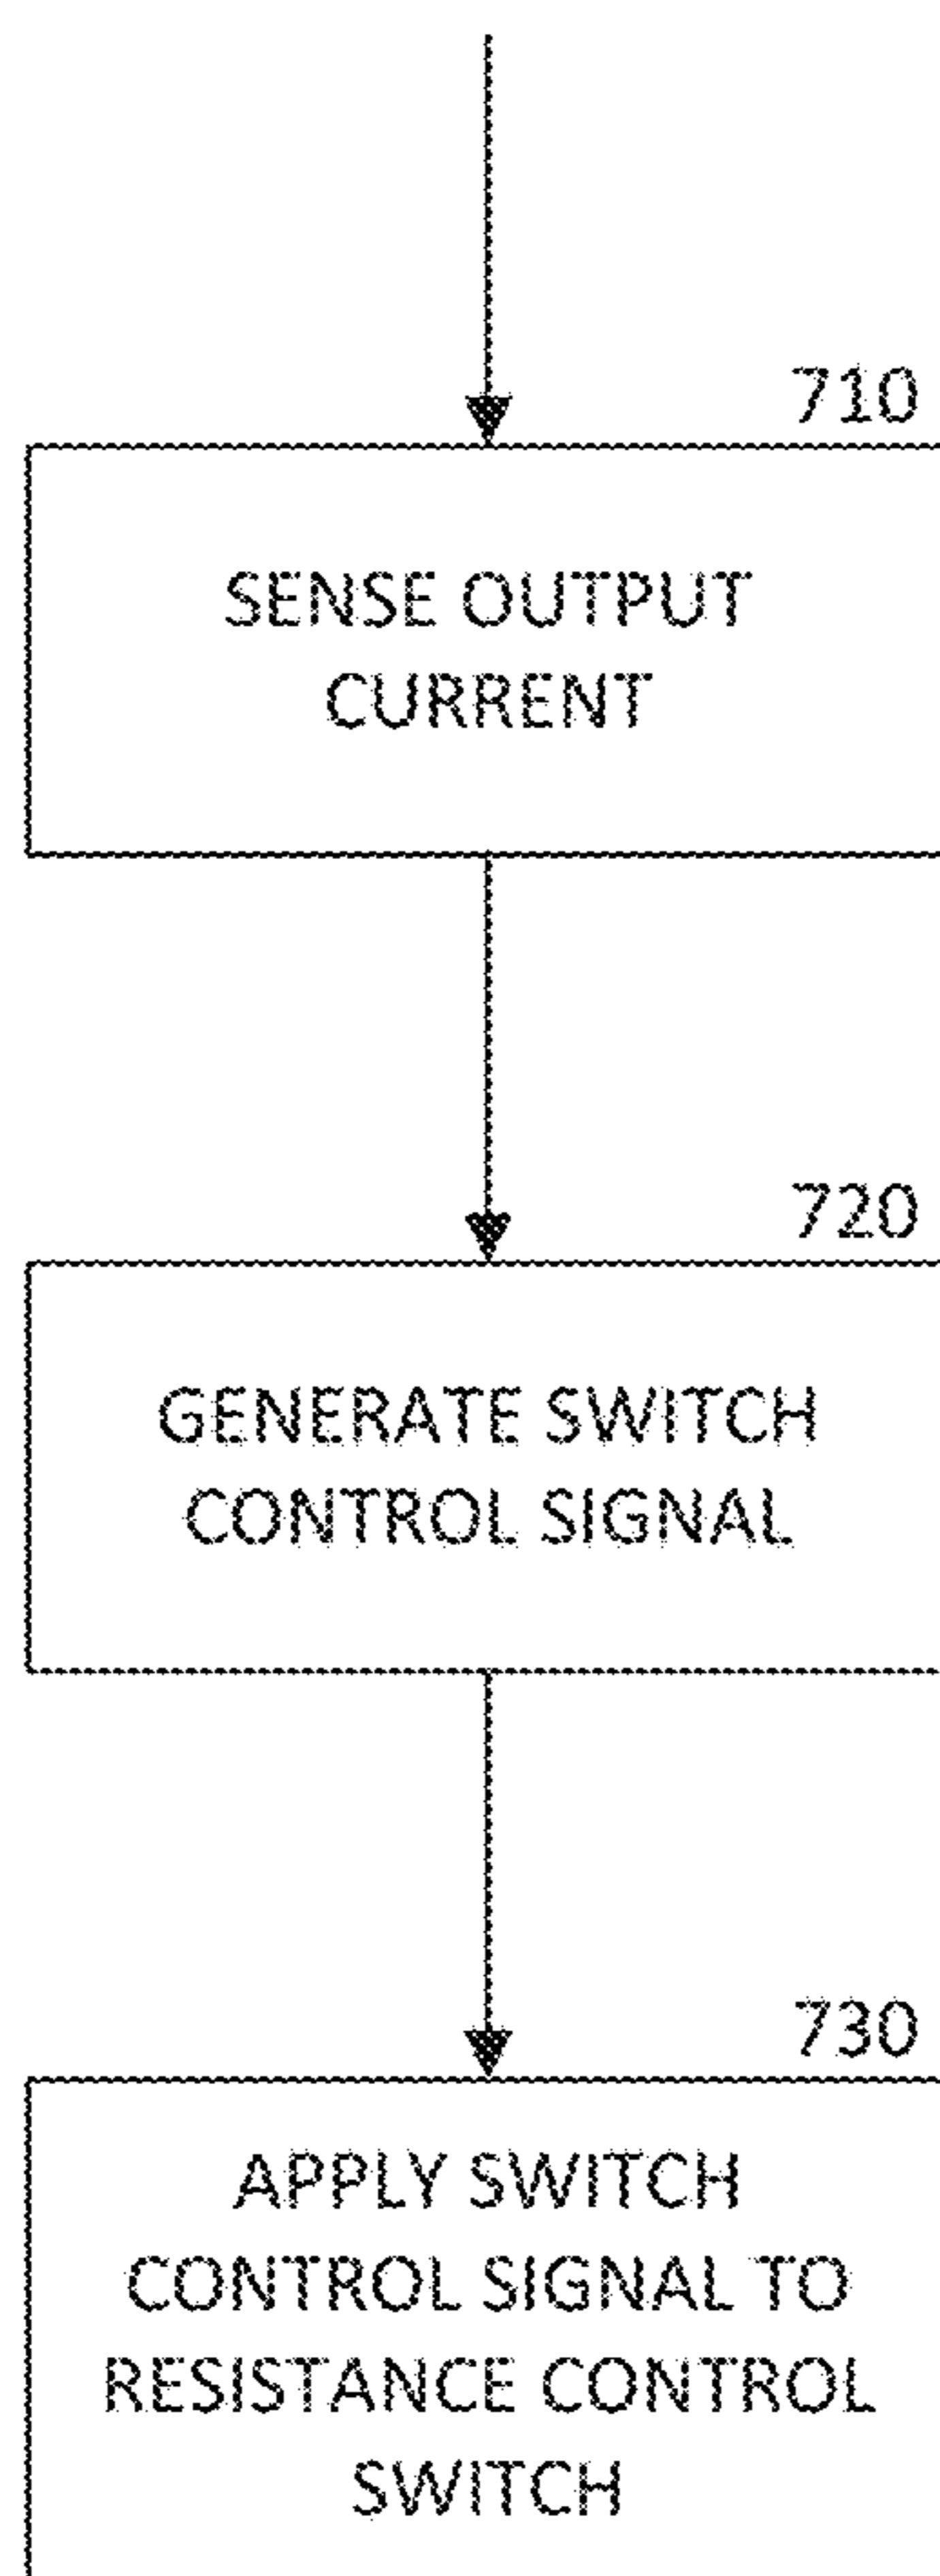 710
SENSE OUTPUT
CURRENT
720
GENERATE SWITCH
CONTROL SIGNAL
730
APPLY SWITCH
CONTROL SIGNAL TO
RESISTANCE CONTROL
SWITCH